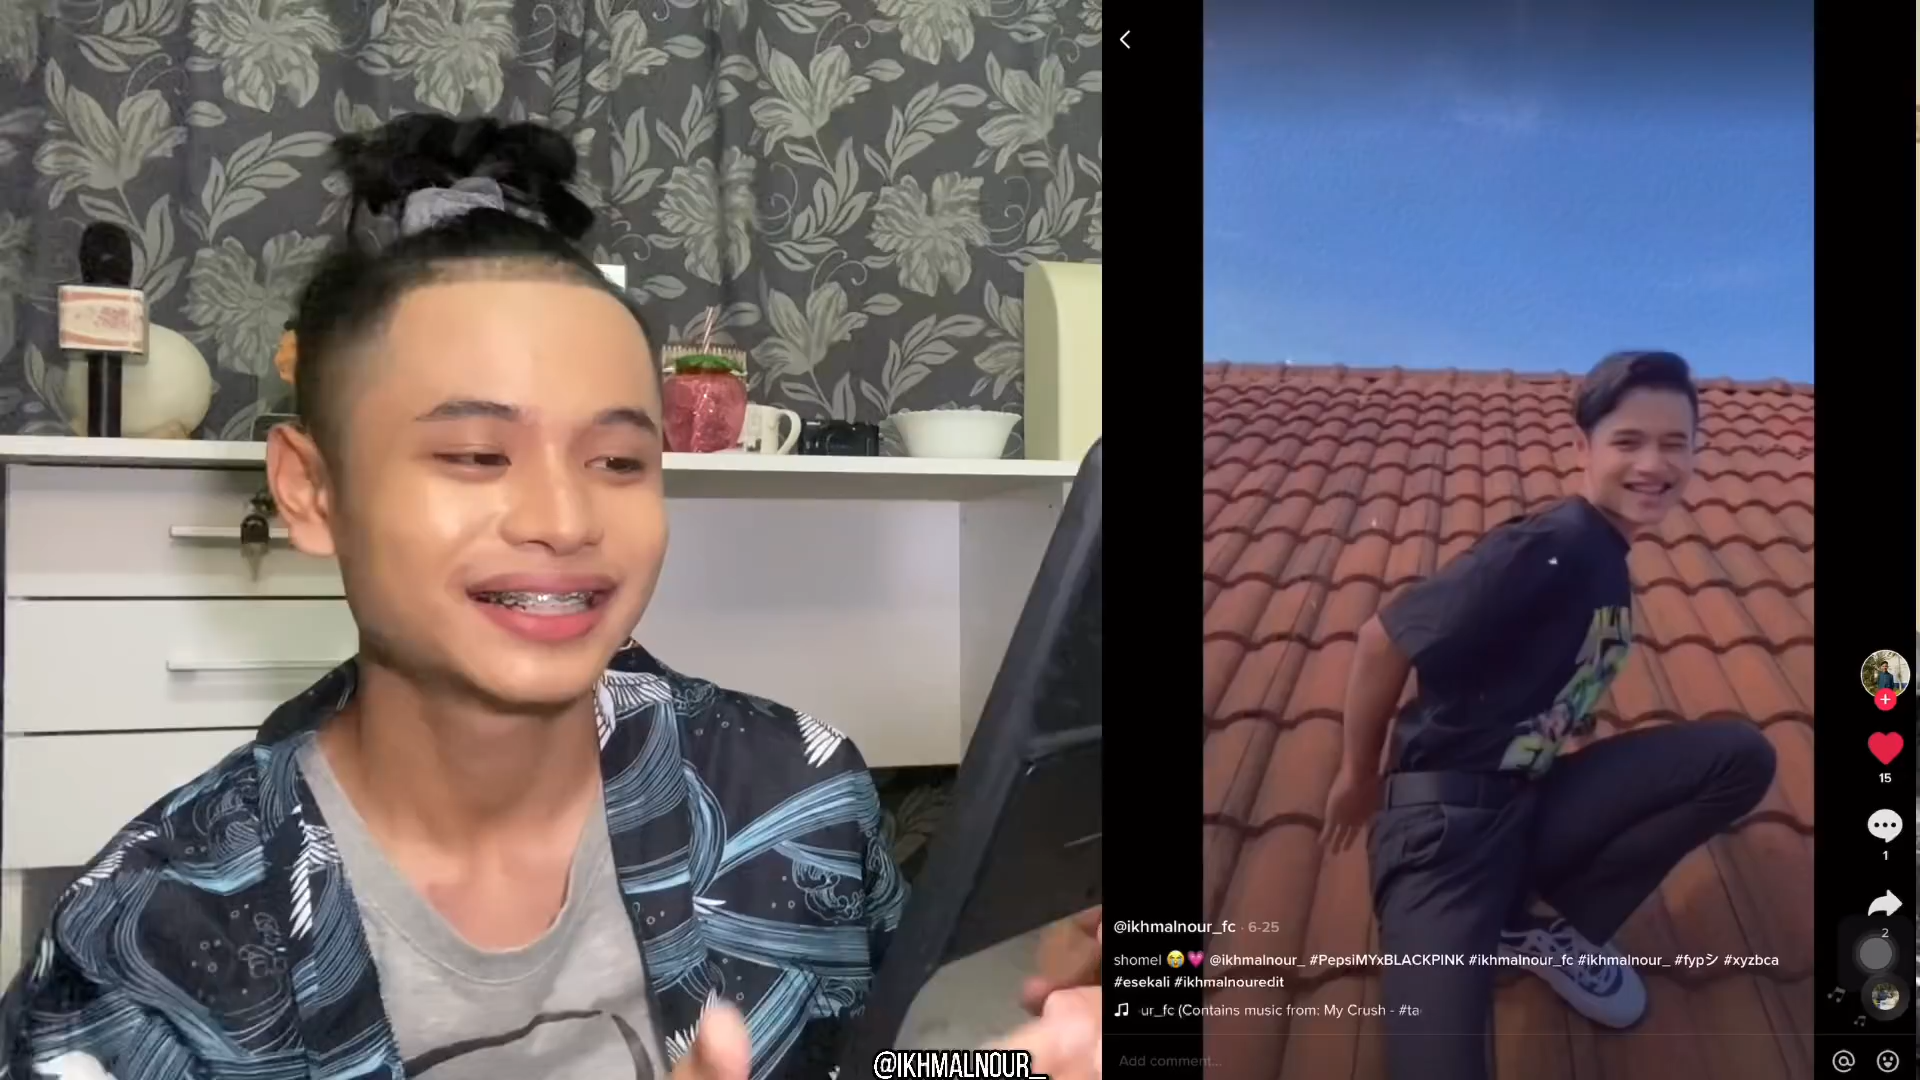 @ikhmalnour_fc · 6-25
shomel 😭💗 @ikhmalnour_ #PepsiMYxBLACKPINK #ikhmalnour_fc #ikhmalnour_ #fypシ #xyzbca
#esekali #ikhmalnouredit
ur_fc (Contains music from: My Crush - #ta
Add comment...
15
1
2
@IKHMALNOUR_